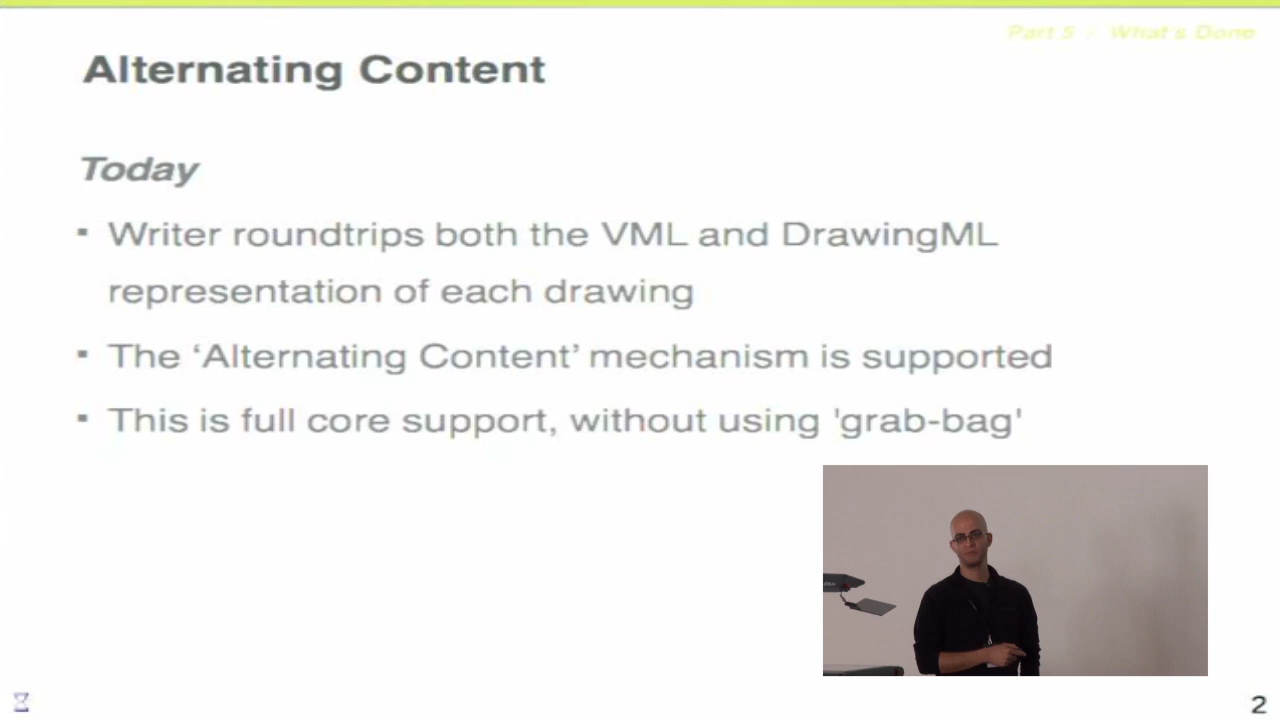 Part 5 / What's Done
Alternating Content
Today
▪ Writer roundtrips both the VML and DrawingML
representation of each drawing
▪ The ‘Alternating Content’ mechanism is supported
▪ This is full core support, without using 'grab-bag'
2